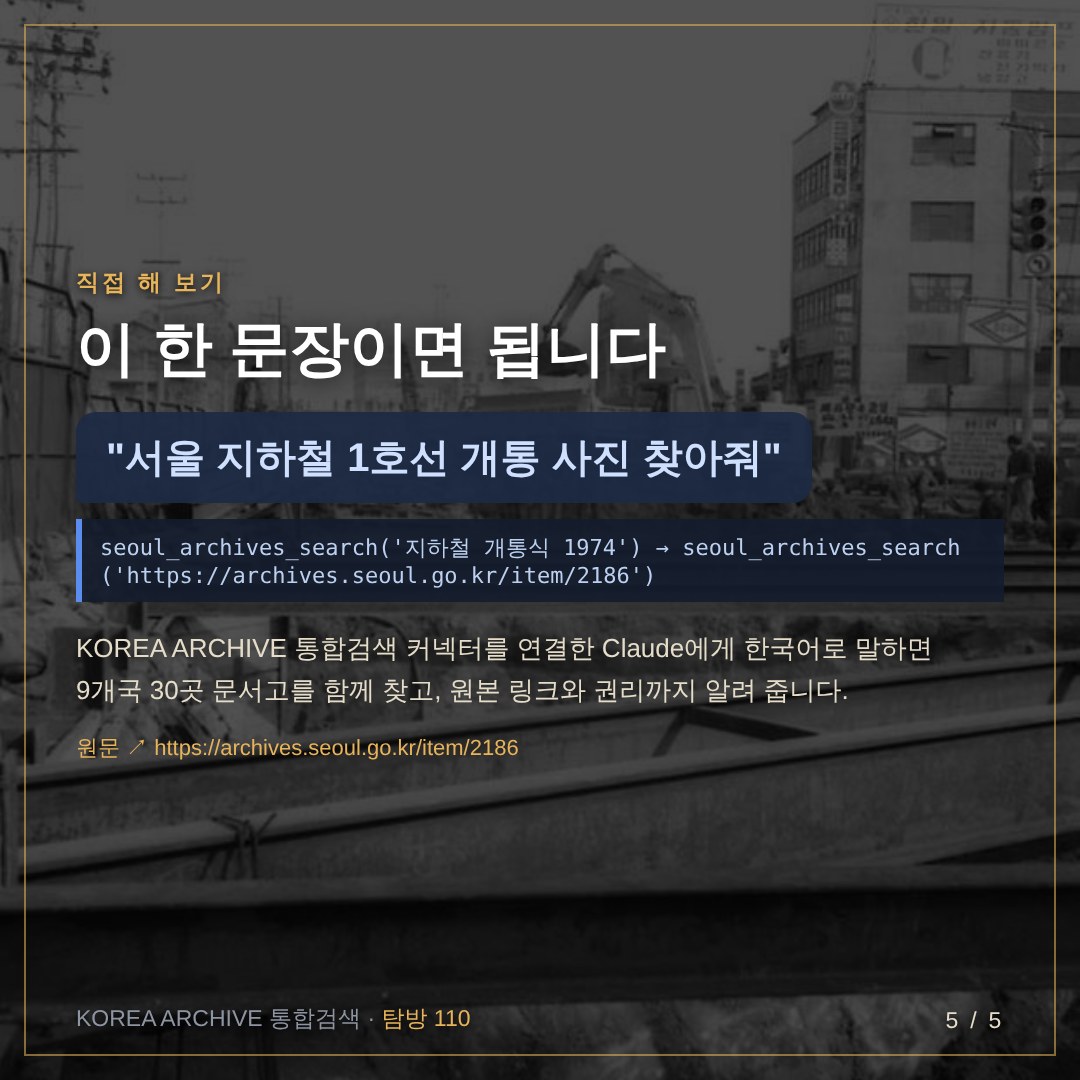 직접 해 보기
이 한 문장이면 됩니다
"서울 지하철 1호선 개통 사진 찾아줘"
seoul_archives_search('지하철 개통식 1974') → seoul_archives_search
('https://archives.seoul.go.kr/item/2186')
KOREA ARCHIVE 통합검색 커넥터를 연결한 Claude에게 한국어로 말하면
9개국 30곳 문서고를 함께 찾고, 원본 링크와 권리까지 알려 줍니다.
원문 ↗ https://archives.seoul.go.kr/item/2186
KOREA ARCHIVE 통합검색 · 탐방 110
5 / 5